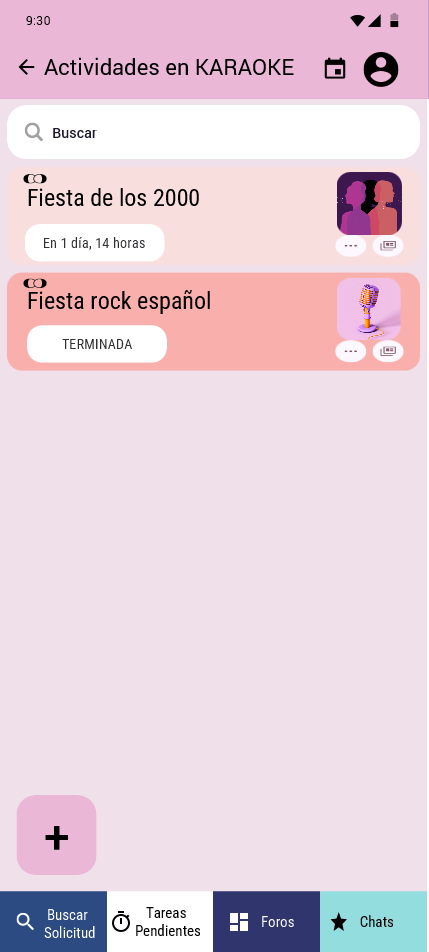 9:30
Actividades en KARAOKE
Buscar
Fiesta de los 2000
En 1 día, 14 horas
Fiesta rock español
TERMINADA
+
Buscar
Solicitud
Tareas
Pendientes
Foros
Chats